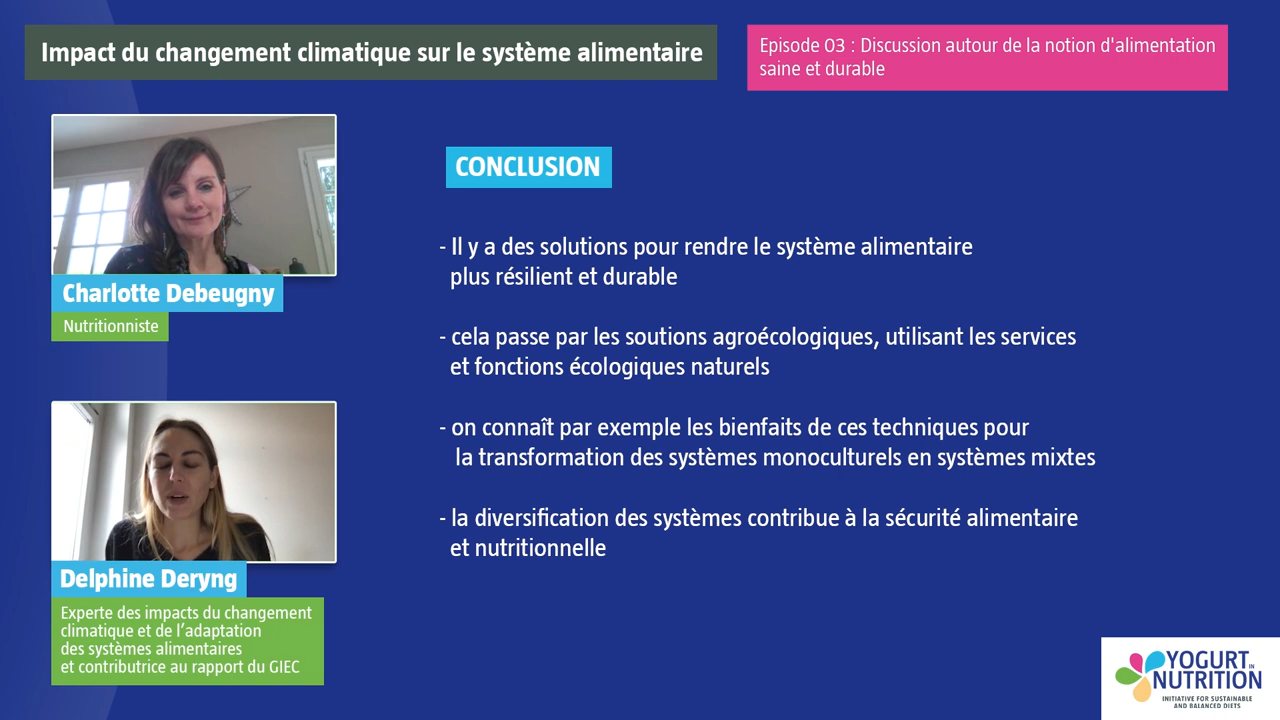 Impact du changement climatique sur le système alimentaire
Episode 03 : Discussion autour de la notion d'alimentation
saine et durable
Charlotte Debeugny
Nutritionniste
Delphine Deryng
Experte des impacts du changement
climatique et de l’adaptation
des systèmes alimentaires
et contributrice au rapport du GIEC
CONCLUSION
- Il y a des solutions pour rendre le système alimentaire
plus résilient et durable
- cela passe par les soutions agroécologiques, utilisant les services
et fonctions écologiques naturels
- on connaît par exemple les bienfaits de ces techniques pour
la transformation des systèmes monoculturels en systèmes mixtes
- la diversification des systèmes contribue à la sécurité alimentaire
et nutritionnelle
YOGURT IN
NUTRITION
INITIATIVE FOR SUSTAINABLE
AND BALANCED DIETS